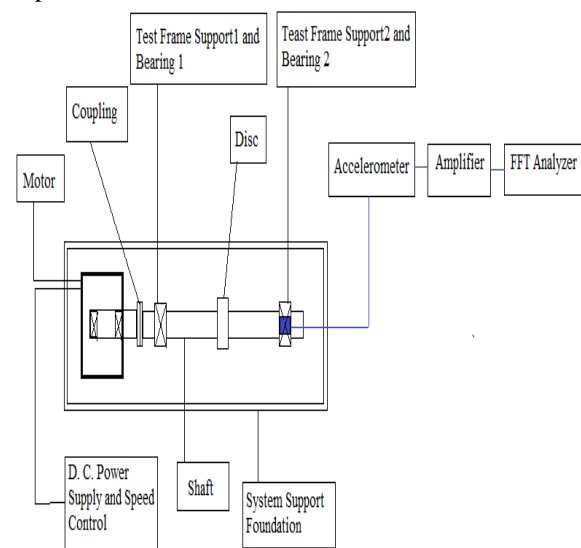 Test Frame Support1 and
Bearing 1
Teast Frame Support2 and
Bearing 2
Coupling
Disc
Motor
Accelerometer
Amplifier
FFT Analyzer
D. C. Power
Supply and Speed
Control
Shaft
System Support
Foundation